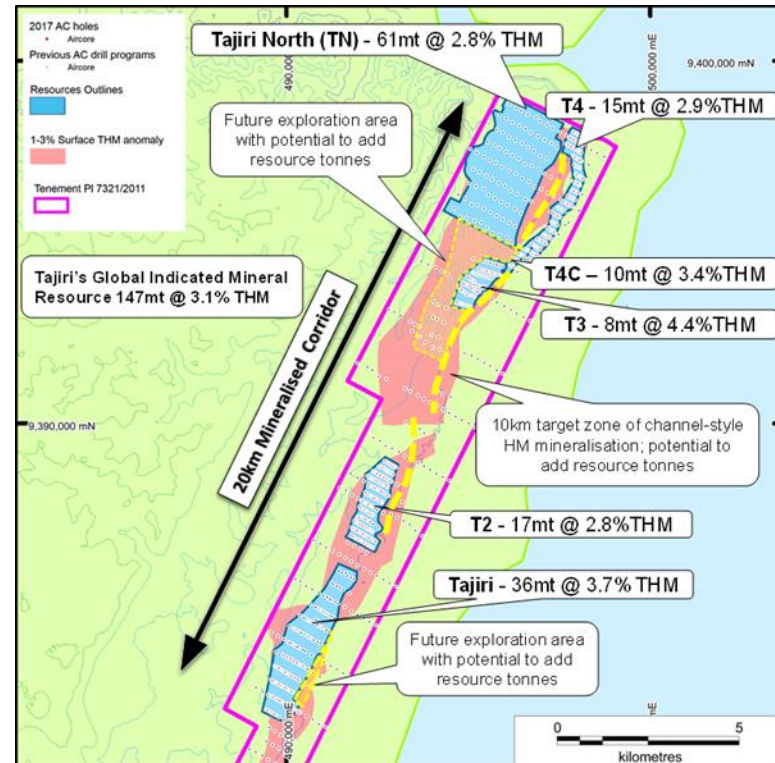 2017 AC holes
Aircore
Previous AC drill programs
Aircore
Resources Outlines
1-3% Surface THM anomaly
Tenement PI 7321/2011
490,000 mE
500,000 mE
9,400,000 mN
Tajiri North (TN) - 61mt @ 2.8% THM
T4 - 15mt @ 2.9%THM
Future exploration area
with potential to add
resource tonnes
Tajiri's Global Indicated Mineral
Resource 147mt @ 3.1% THM
T4C – 10mt @ 3.4%THM
T3 - 8mt @ 4.4%THM
20km Mineralised Corridor
9,390,000 mN
10km target zone of channel-style
HM mineralisation; potential to
add resource tonnes
T2 - 17mt @ 2.8%THM
Tajiri - 36mt @ 3.7% THM
Future exploration area
with potential to add
resource tonnes
490,000 mE
mE
0 5
kilometres